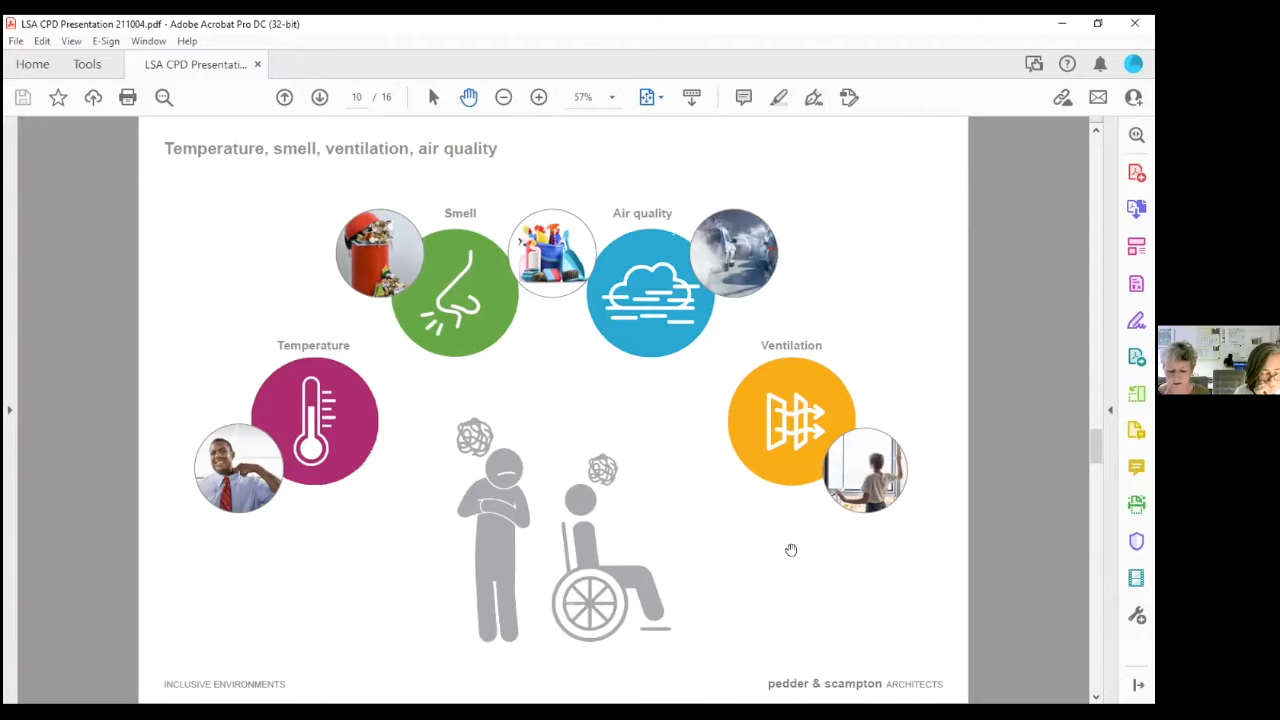 LSA CPD Presentation 211004.pdf - Adobe Acrobat Pro DC (32-bit)
File Edit View E-Sign Window Help
Home Tools LSA CPD Presentati... ×
10 / 16 57%
Temperature, smell, ventilation, air quality
Smell Air quality
Temperature Ventilation
INCLUSIVE ENVIRONMENTS pedder & scampton ARCHITECTS